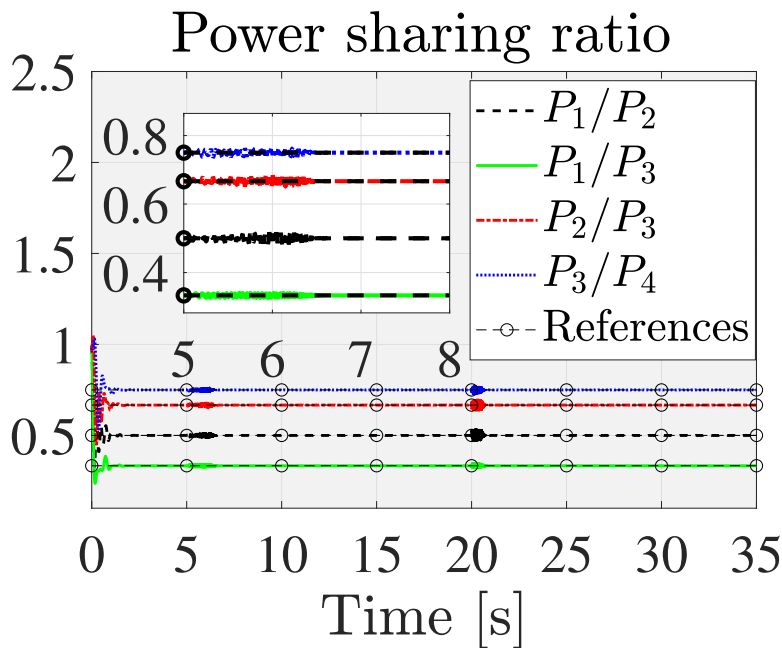 Power sharing ratio
2.5
2
1.5
1
0.5
0.8
0.6
0.4
5 6 7 8
P1/P2
P1/P3
P2/P3
P3/P4
References
0 5 10 15 20 25 30 35
Time [s]